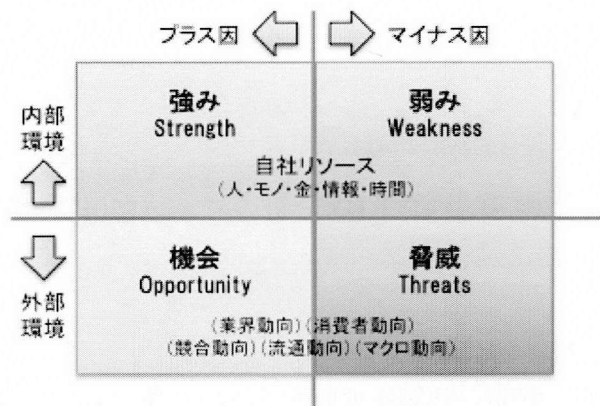 プラス因 マイナス因
内部
環境
強み
Strength
弱み
Weakness
自社リソース
(人・モノ・金・情報・時間)
外部
環境
機会
Opportunity
脅威
Threats
(業界動向)(消費者動向)
(競合動向)(流通動向)(マクロ動向)